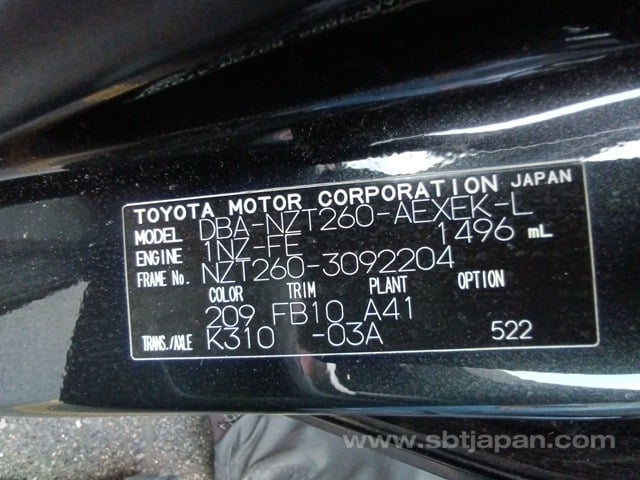 TOYOTA MOTOR CORPORATION JAPAN
MODEL DBA-NZT260-AEXEK-L
ENGINE 1NZ-FE 1496 mL
FRAME No. NZT260-3092204
COLOR TRIM PLANT OPTION
209 FB10 A41
TRANS./AXLE K310 -03A 522
www.sbtjapan.com